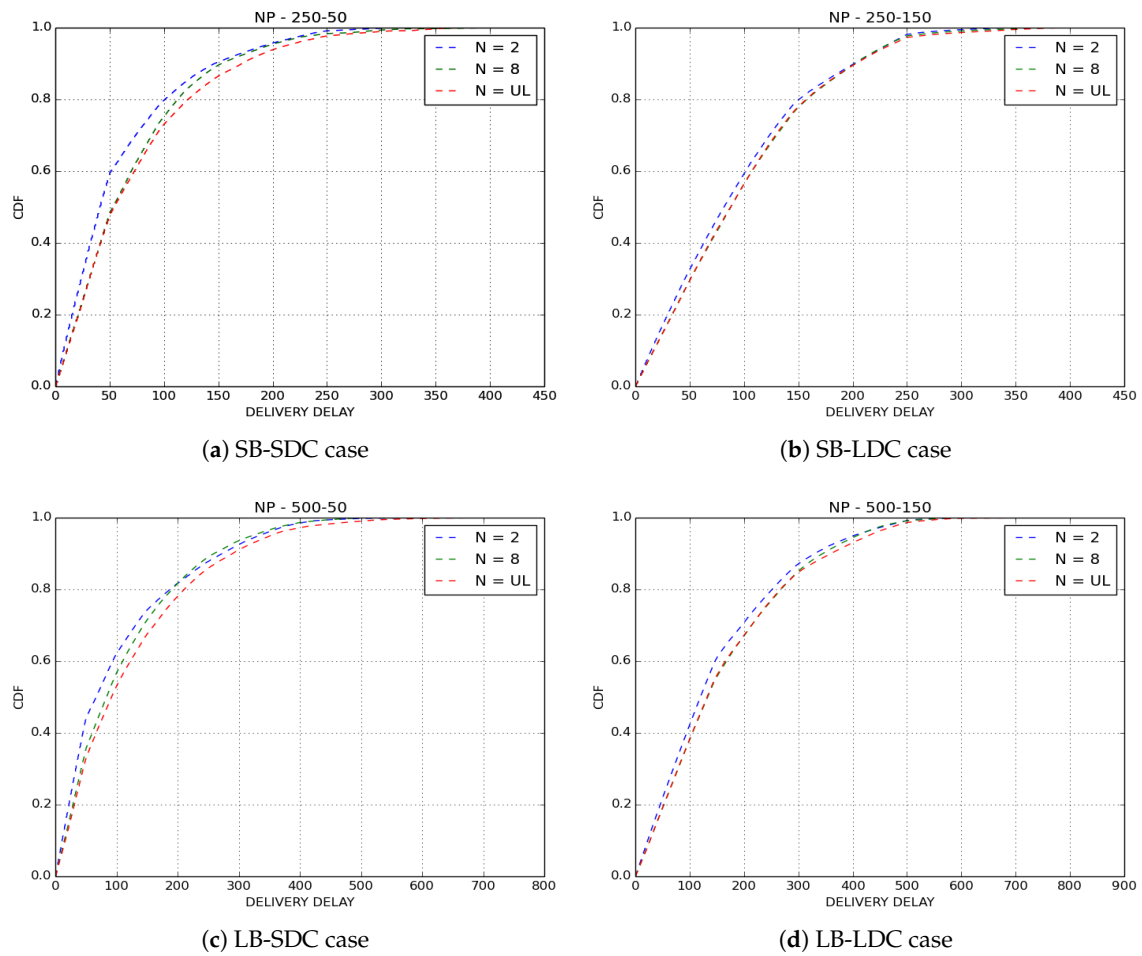 NP - 250-50
CDF
1.0
0.8
0.6
0.4
0.2
0.0
N = 2
N = 8
N = UL
0 50 100 150 200 250 300 350 400 450
DELIVERY DELAY
(a) SB-SDC case
NP - 250-150
CDF
1.0
0.8
0.6
0.4
0.2
0.0
N = 2
N = 8
N = UL
0 50 100 150 200 250 300 350 400 450
DELIVERY DELAY
(b) SB-LDC case
NP - 500-50
CDF
1.0
0.8
0.6
0.4
0.2
0.0
N = 2
N = 8
N = UL
0 100 200 300 400 500 600 700 800
DELIVERY DELAY
(c) LB-SDC case
NP - 500-150
CDF
1.0
0.8
0.6
0.4
0.2
0.0
N = 2
N = 8
N = UL
0 100 200 300 400 500 600 700 800 900
DELIVERY DELAY
(d) LB-LDC case